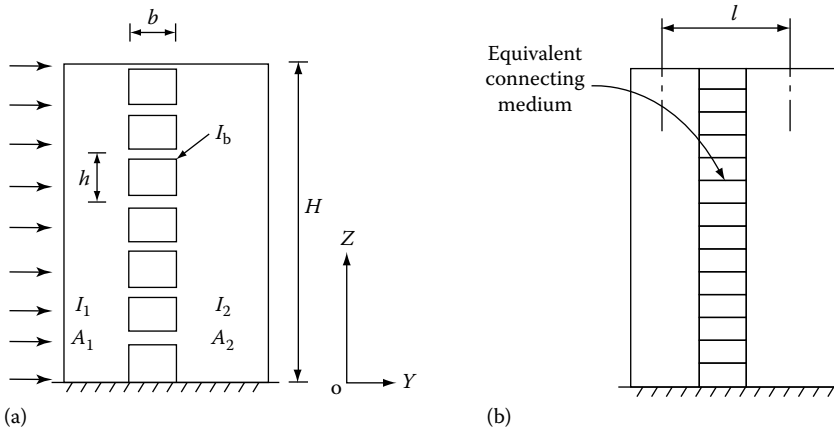 b
l
Equivalent
connecting
medium
I_b
h
H
Z
I_1
I_2
A_1
A_2
o
Y
(a)
(b)